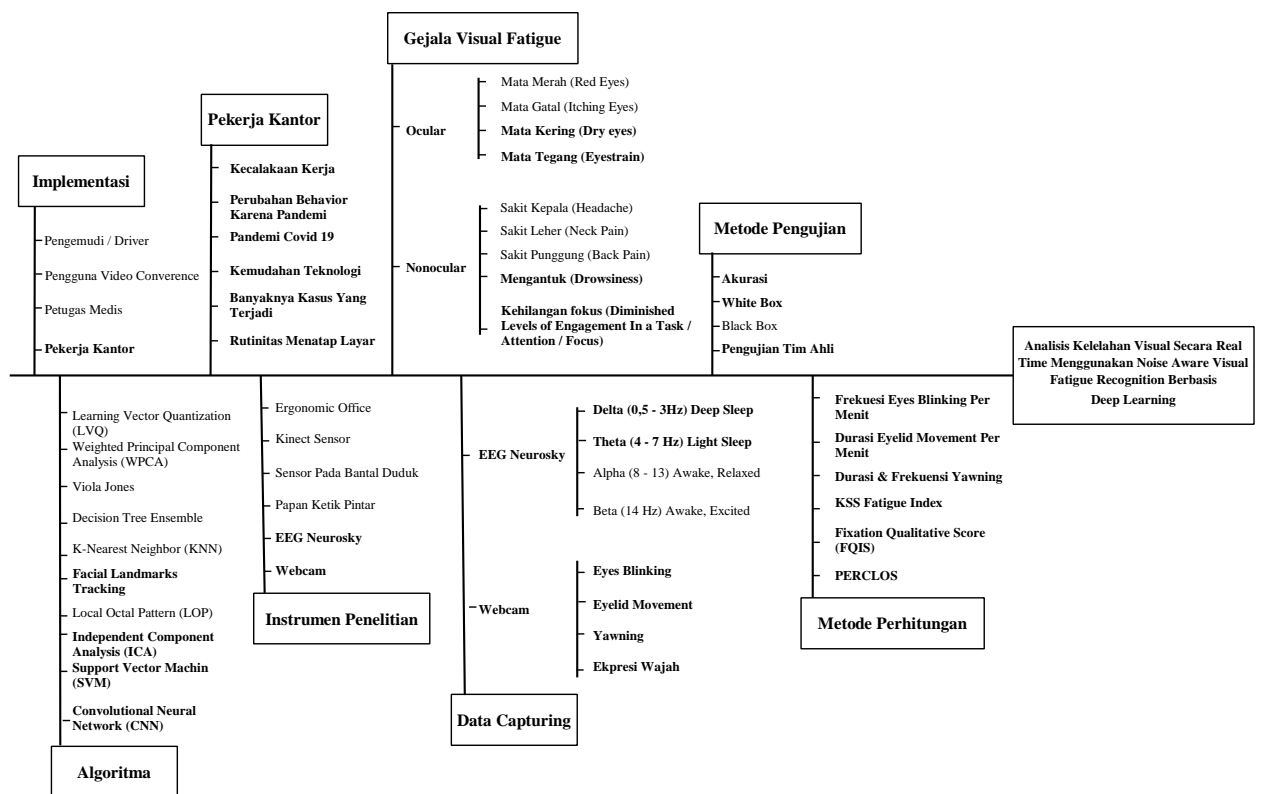 Gejala Visual Fatigue
Mata Merah (Red Eyes)
Mata Gatal (Itching Eyes)
Ocular
Mata Kering (Dry eyes)
Mata Tegang (Eyestrain)
Sakit Kepala (Headache)
Sakit Leher (Neck Pain)
Sakit Punggung (Back Pain)
Nonocular
Mengantuk (Drowsiness)
Kehilangan fokus (Diminished
Levels of Engagement In a Task /
Attention / Focus)
Pekerja Kantor
Kecalakaan Kerja
Perubahan Behavior
Karena Pandemi
Pandemi Covid 19
Kemudahan Teknologi
Banyaknya Kasus Yang
Terjadi
Rutinitas Menatap Layar
Implementasi
Pengemudi / Driver
Pengguna Video Converence
Petugas Medis
Pekerja Kantor
Metode Pengujian
Akurasi
White Box
Black Box
Pengujian Tim Ahli
Analisis Kelelahan Visual Secara Real
Time Menggunakan Noise Aware Visual
Fatigue Recognition Berbasis
Deep Learning
Learning Vector Quantization
(LVQ)
Weighted Principal Component
Analysis (WPCA)
Viola Jones
Decision Tree Ensemble
K-Nearest Neighbor (KNN)
Facial Landmarks
Tracking
Local Octal Pattern (LOP)
Independent Component
Analysis (ICA)
Support Vector Machin
(SVM)
Convolutional Neural
Network (CNN)
Algoritma
Ergonomic Office
Kinect Sensor
Sensor Pada Bantal Duduk
Papan Ketik Pintar
EEG Neurosky
Webcam
Instrumen Penelitian
EEG Neurosky
Delta (0,5 - 3Hz) Deep Sleep
Theta (4 - 7 Hz) Light Sleep
Alpha (8 - 13) Awake, Relaxed
Beta (14 Hz) Awake, Excited
Webcam
Eyes Blinking
Eyelid Movement
Yawning
Ekpresi Wajah
Data Capturing
Frekuesi Eyes Blinking Per
Menit
Durasi Eyelid Movement Per
Menit
Durasi & Frekuensi Yawning
KSS Fatigue Index
Fixation Qualitative Score
(FQIS)
PERCLOS
Metode Perhitungan